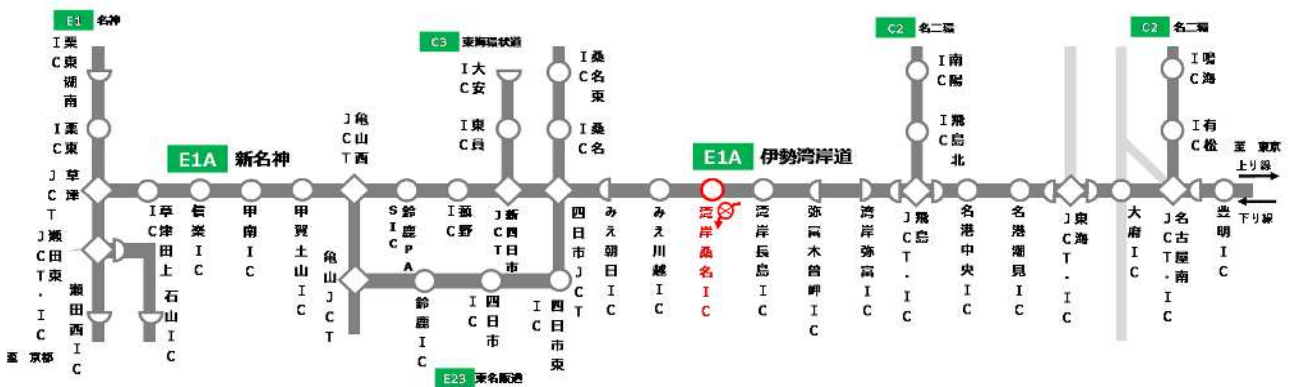 E1 名神
C3 東海環状道
C2 名二環
C2 名二環
栗東湖南IC
栗東IC
草津JCT
瀬田東JCT・IC
瀬田西IC
石山IC
至 京都
E1A 新名神
草津田上IC
信楽IC
甲南IC
甲賀土山IC
亀山西JCT
亀山JCT
鈴鹿PASIC
菰野IC
新四日市JCT
大安IC
東員IC
桑名東IC
桑名IC
鈴鹿IC
四日市IC
四日市東IC
四日市JCT
E23 東名阪道
みえ朝日IC
みえ川越IC
E1A 伊勢湾岸道
湾岸桑名IC
湾岸長島IC
弥富木曽岬IC
湾岸弥富IC
南陽IC
飛島北IC
飛島JCT・IC
名港中央IC
名港潮見IC
東海JCT・IC
大府IC
鳴海IC
有松IC
名古屋南JCT・IC
豊明IC
至 東京
上り線
下り線